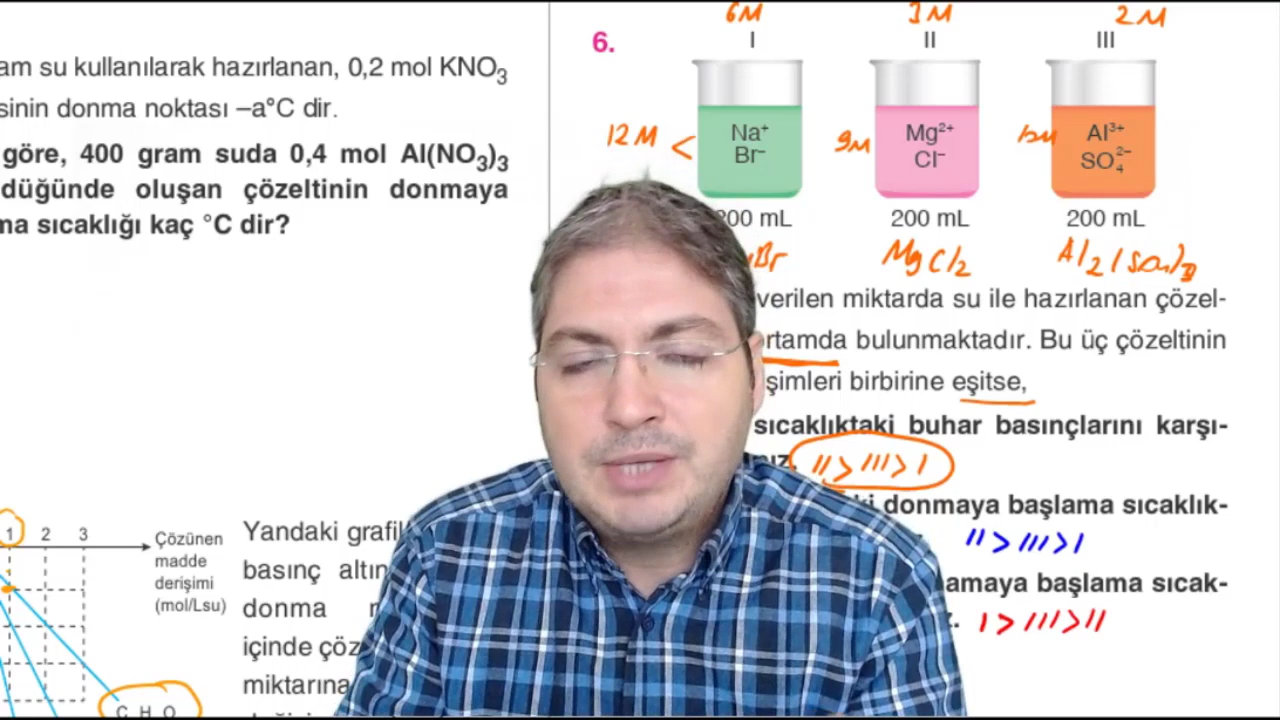 am su kullanılarak hazırlanan, 0,2 mol KNO₃
sinin donma noktası –a°C dir.
göre, 400 gram suda 0,4 mol Al(NO₃)₃
düğünde oluşan çözeltinin donmaya
ma sıcaklığı kaç °C dir?
1 2 3
Çözünen
madde
derişimi
(mol/Lsu)
C H O
Yandaki grafi
basınç altın
donma
içinde çöz
miktarına
6.
6M 3M 2M
I II III
12M <
Na⁺
Br⁻
9M
Mg²⁺
Cl⁻
Al³⁺
SO₄²⁻
200 mL 200 mL
Br MgCl2 Al2(SO4)3
verilen miktarda su ile hazırlanan çözel-
rtamda bulunmaktadır. Bu üç çözeltinin
şimleri birbirine eşitse,
sıcaklıktaki buhar basınçlarını karşı-
nız. II > III > I
ki donmaya başlama sıcaklık-
II > III > I
amaya başlama sıcak-
I > III > II